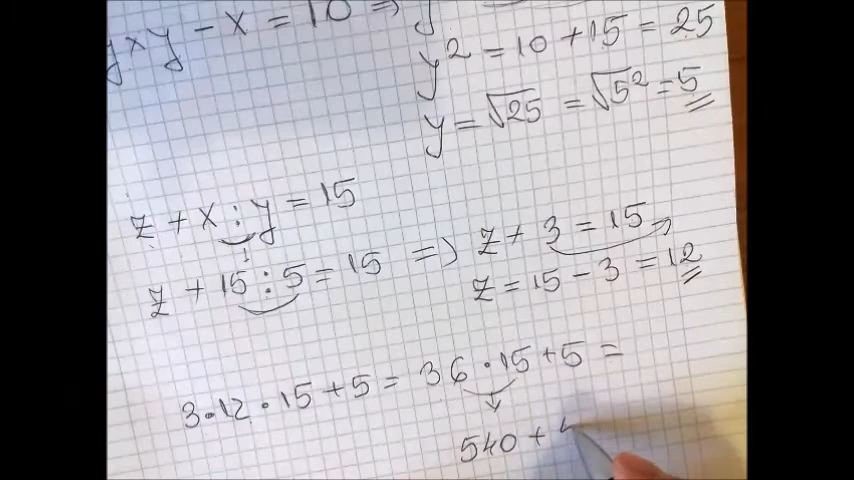 y × y - x = 10 ⇒ y
y² = 10 + 15 = 25
y = √25 = √5² = 5
z + x : y = 15
z + 15 : 5 = 15 ⇒ z + 3 = 15
z = 15 - 3 = 12
3 · 12 · 15 + 5 = 36 · 15 + 5 =
540 +